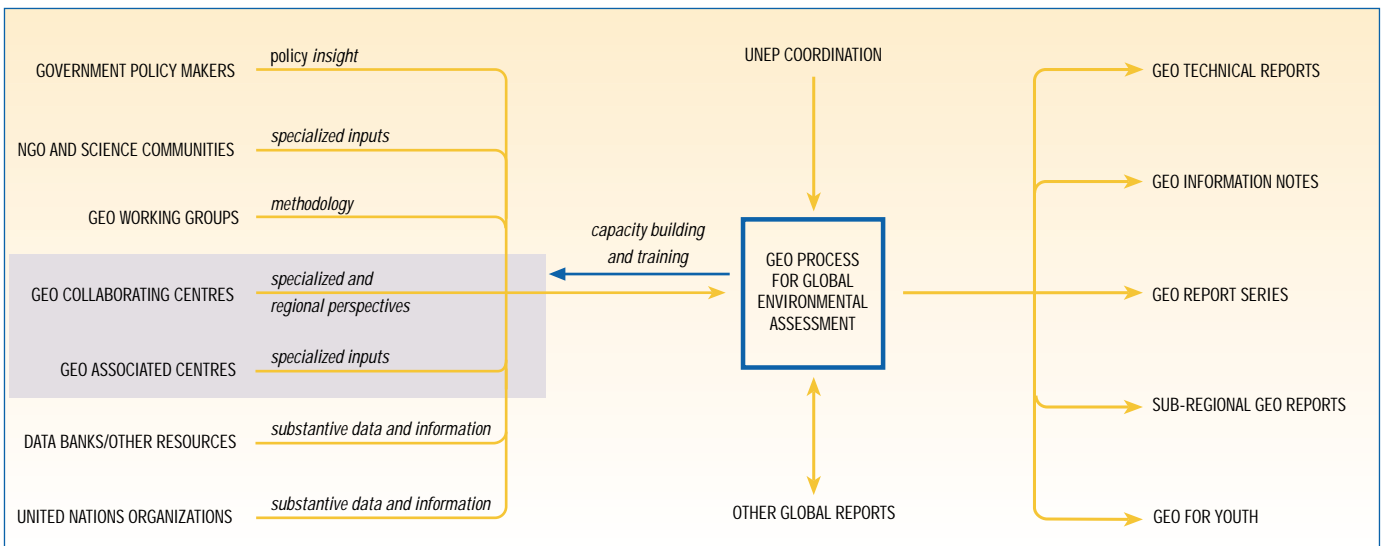 GOVERNMENT POLICY MAKERS
policy insight
NGO AND SCIENCE COMMUNITIES
specialized inputs
GEO WORKING GROUPS
methodology
GEO COLLABORATING CENTRES
specialized and
regional perspectives
GEO ASSOCIATED CENTRES
specialized inputs
DATA BANKS/OTHER RESOURCES
substantive data and information
UNITED NATIONS ORGANIZATIONS
substantive data and information
capacity building
and training
UNEP COORDINATION
GEO PROCESS
FOR GLOBAL
ENVIRONMENTAL
ASSESSMENT
OTHER GLOBAL REPORTS
GEO TECHNICAL REPORTS
GEO INFORMATION NOTES
GEO REPORT SERIES
SUB-REGIONAL GEO REPORTS
GEO FOR YOUTH